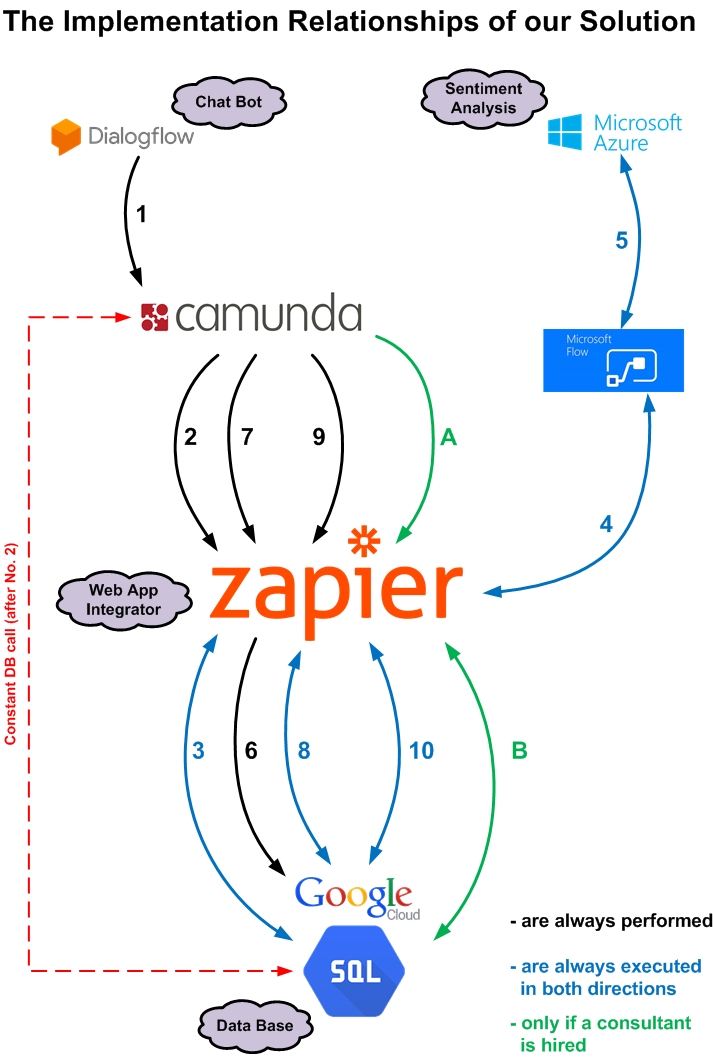 The Implementation Relationships of our Solution
Chat Bot
Sentiment
Analysis
Dialogflow
Microsoft
Azure
1
5
camunda
Microsoft
Flow
2
7
9
A
4
zapier
Web App
Integrator
Constant DB call (after No. 2)
3
6
8
10
B
Google
Cloud
SQL
Data Base
- are always performed
- are always executed
in both directions
- only if a consultant
is hired